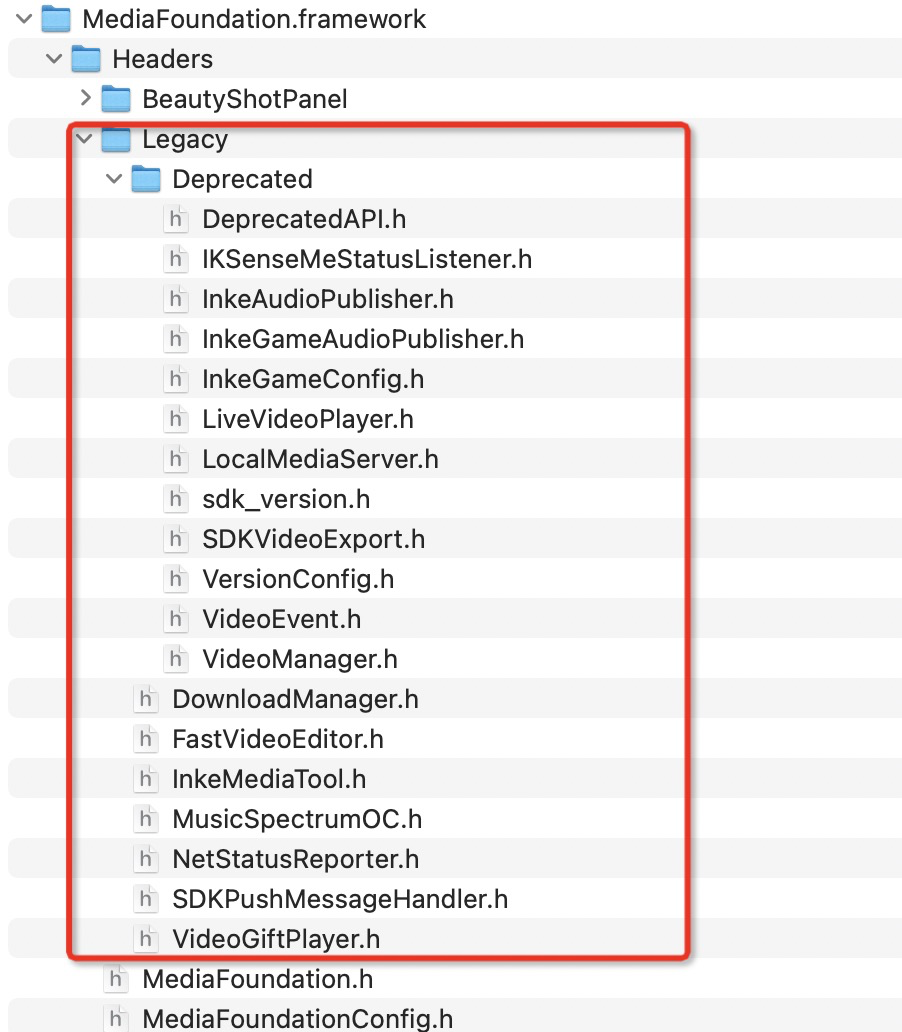 MediaFoundation.framework
Headers
BeautyShotPanel
Legacy
Deprecated
h DeprecatedAPI.h
h IKSenseMeStatusListener.h
h InkeAudioPublisher.h
h InkeGameAudioPublisher.h
h InkeGameConfig.h
h LiveVideoPlayer.h
h LocalMediaServer.h
h sdk_version.h
h SDKVideoExport.h
h VersionConfig.h
h VideoEvent.h
h VideoManager.h
h DownloadManager.h
h FastVideoEditor.h
h InkeMediaTool.h
h MusicSpectrumOC.h
h NetStatusReporter.h
h SDKPushMessageHandler.h
h VideoGiftPlayer.h
h MediaFoundation.h
h MediaFoundationConfig.h